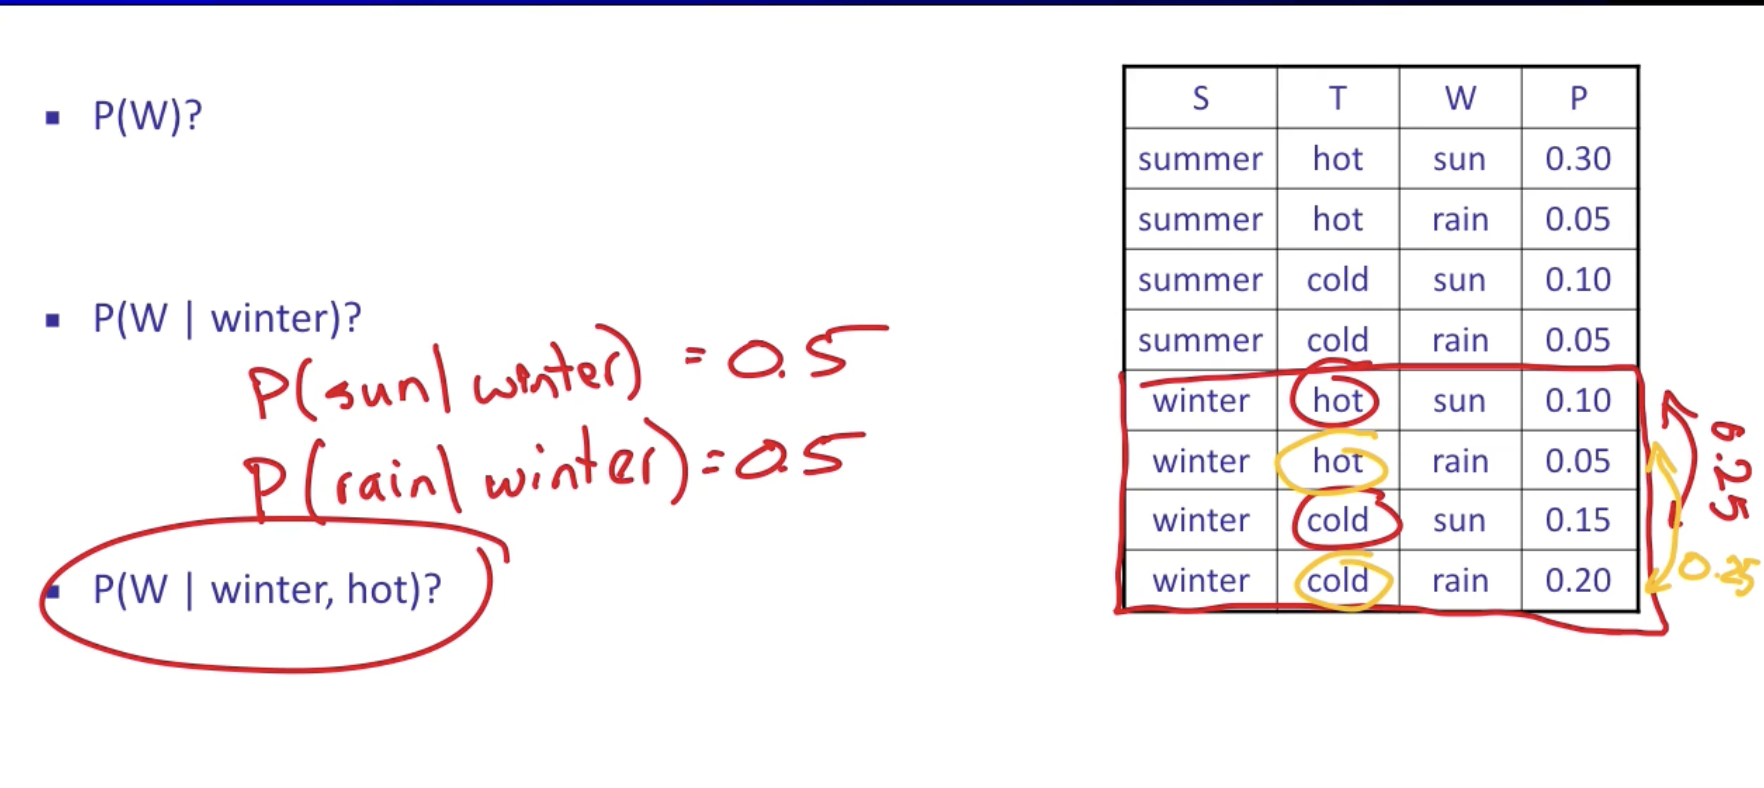 P(W)?
P(W | winter)?
P(sun | winter) = 0.5
P(rain | winter) = 0.5
P(W | winter, hot)?
S T W P
summer hot sun 0.30
summer hot rain 0.05
summer cold sun 0.10
summer cold rain 0.05
winter hot sun 0.10
winter hot rain 0.05
winter cold sun 0.15
winter cold rain 0.20
0.25
0.25